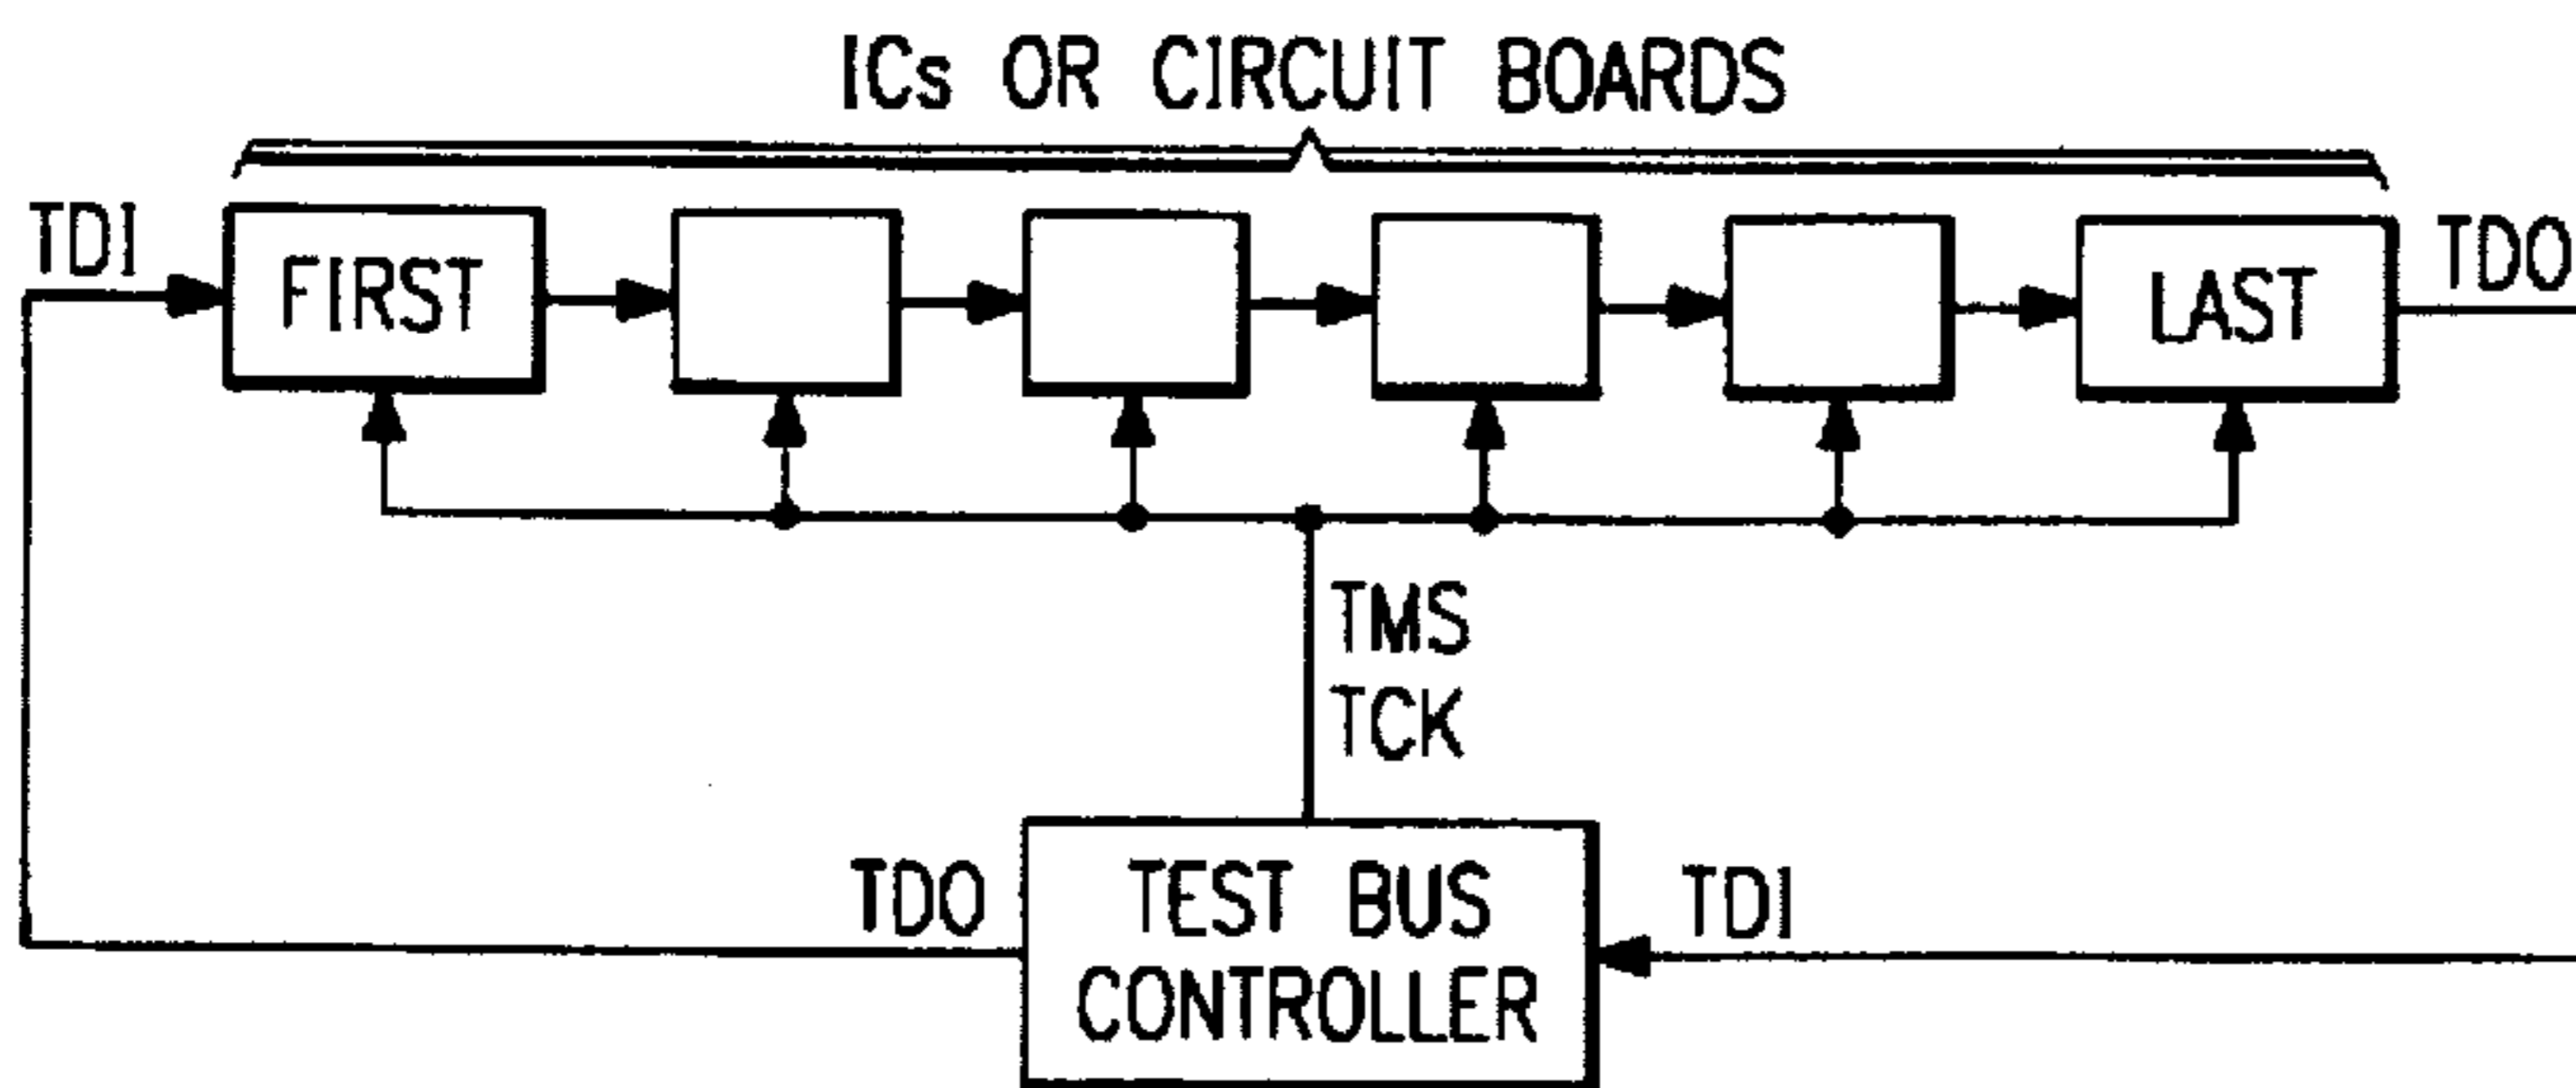 ICs OR CIRCUIT BOARDS
TDI
FIRST
LAST
TDO
TMS
TCK
TDO
TEST BUS
CONTROLLER
TDI